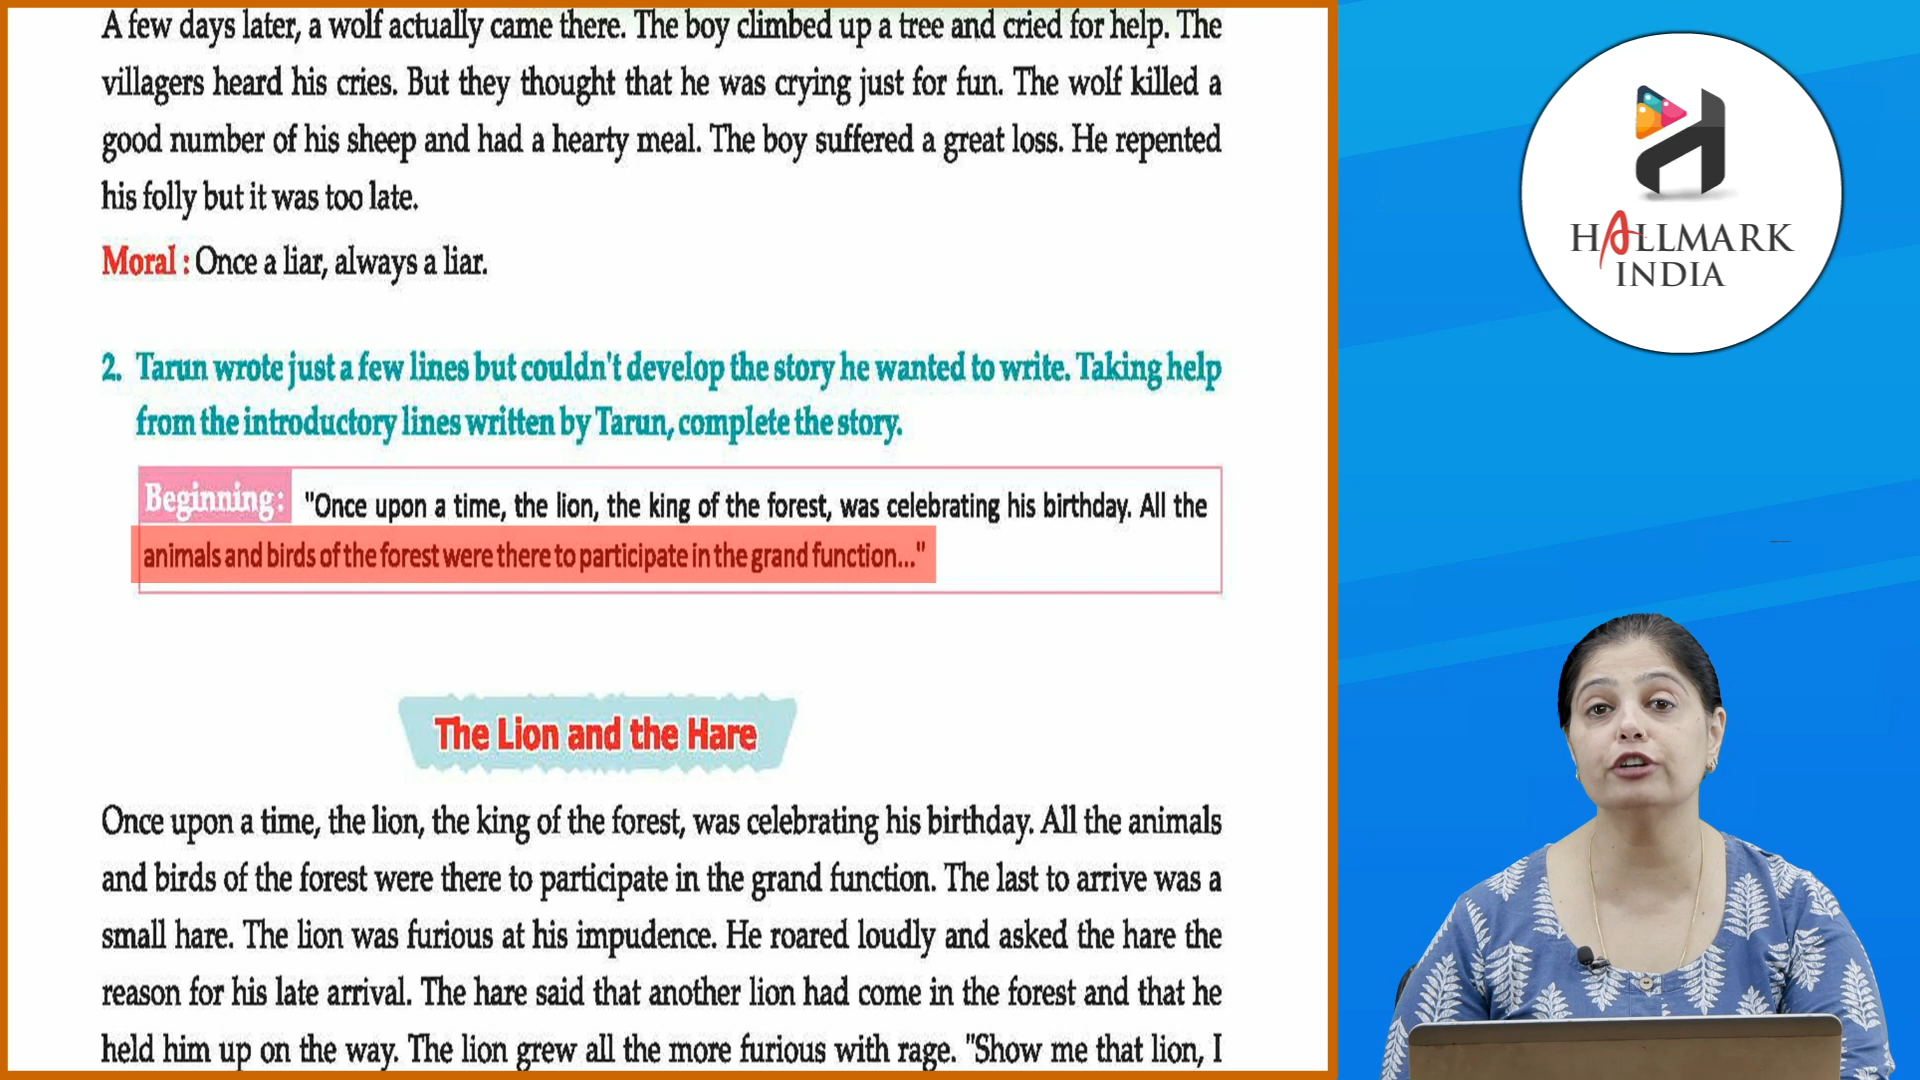 A few days later, a wolf actually came there. The boy climbed up a tree and cried for help. The
villagers heard his cries. But they thought that he was crying just for fun. The wolf killed a
good number of his sheep and had a hearty meal. The boy suffered a great loss. He repented
his folly but it was too late.
Moral : Once a liar, always a liar.
2. Tarun wrote just a few lines but couldn't develop the story he wanted to write. Taking help
from the introductory lines written by Tarun, complete the story.
Beginning: "Once upon a time, the lion, the king of the forest, was celebrating his birthday. All the
animals and birds of the forest were there to participate in the grand function..."
The Lion and the Hare
Once upon a time, the lion, the king of the forest, was celebrating his birthday. All the animals
and birds of the forest were there to participate in the grand function. The last to arrive was a
small hare. The lion was furious at his impudence. He roared loudly and asked the hare the
reason for his late arrival. The hare said that another lion had come in the forest and that he
held him up on the way. The lion grew all the more furious with rage. "Show me that lion, I
HALLMARK
INDIA